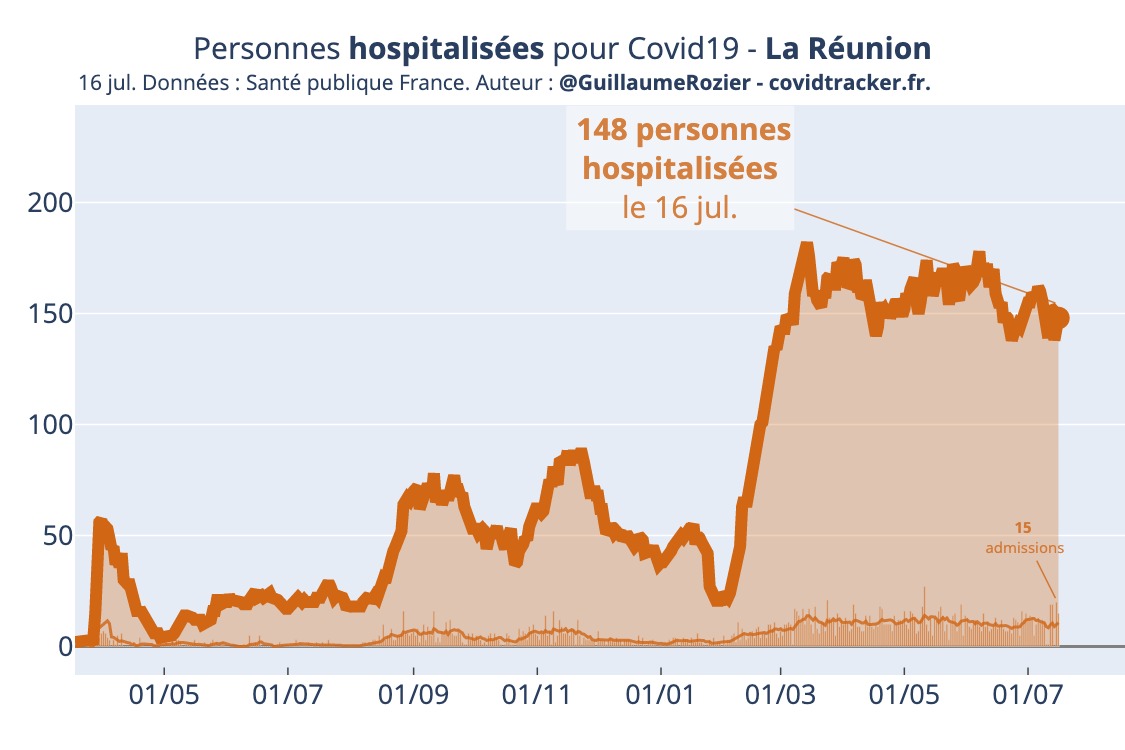 Personnes hospitalisées pour Covid19 - La Réunion
16 jul. Données : Santé publique France. Auteur : @GuillaumeRozier - covidtracker.fr.
148 personnes
hospitalisées
le 16 jul.
200
150
100
50
0
15
admissions
01/05 01/07 01/09 01/11 01/01 01/03 01/05 01/07